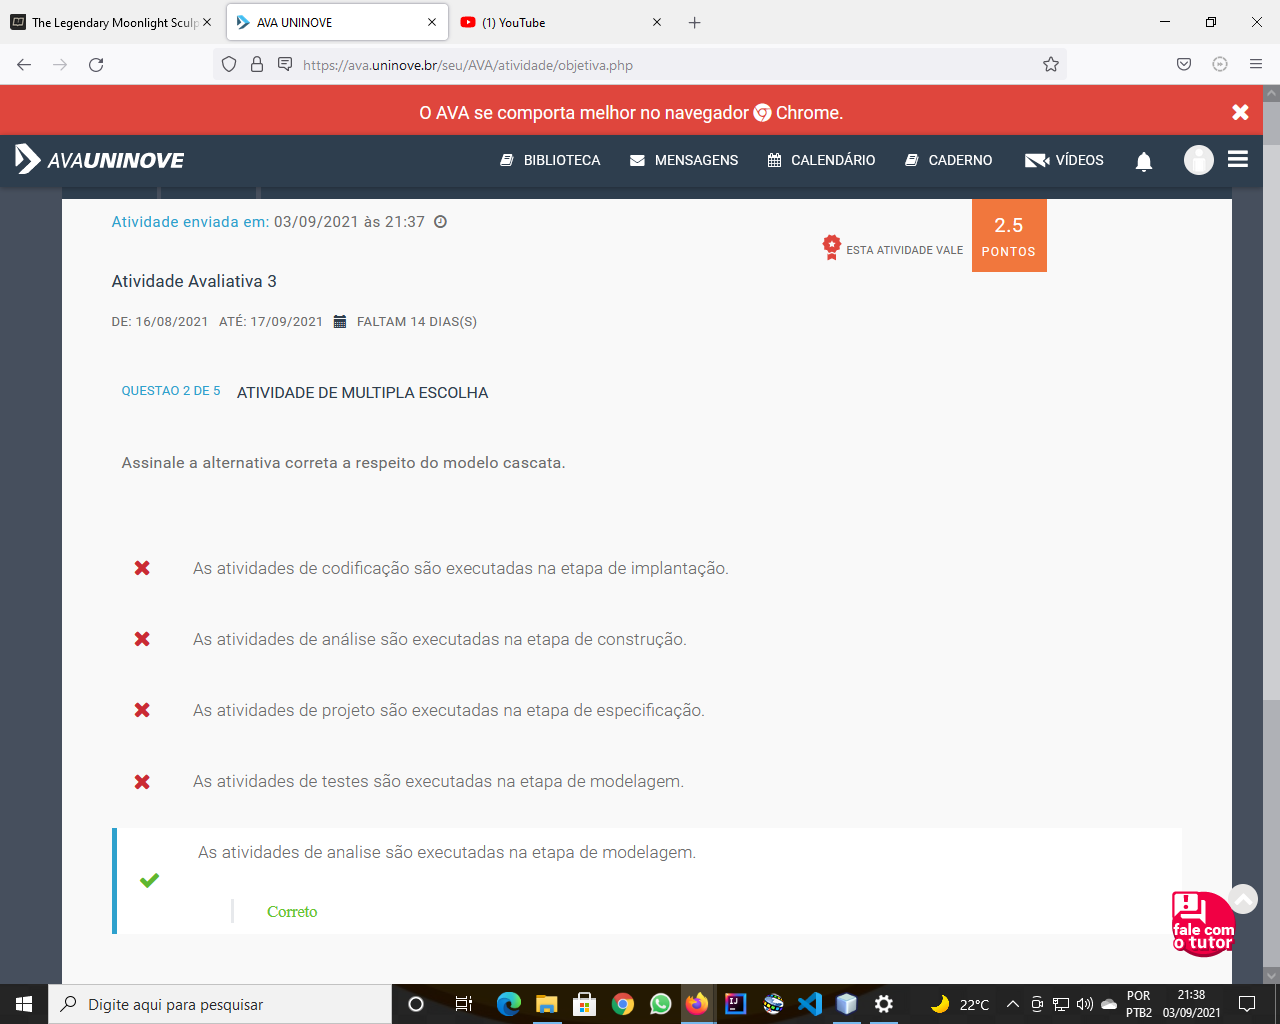 The Legendary Moonlight Sculp
AVA UNINOVE
(1) YouTube
https://ava.uninove.br/seu/AVA/atividade/objetiva.php
O AVA se comporta melhor no navegador Chrome.
AVAUNINOVE
BIBLIOTECA
MENSAGENS
CALENDÁRIO
CADERNO
VÍDEOS
Atividade enviada em: 03/09/2021 às 21:37
2.5
ESTA ATIVIDADE VALE
PONTOS
Atividade Avaliativa 3
DE: 16/08/2021 ATÉ: 17/09/2021 FALTAM 14 DIAS(S)
QUESTAO 2 DE 5 ATIVIDADE DE MULTIPLA ESCOLHA
Assinale a alternativa correta a respeito do modelo cascata.
As atividades de codificação são executadas na etapa de implantação.
As atividades de análise são executadas na etapa de construção.
As atividades de projeto são executadas na etapa de especificação.
As atividades de testes são executadas na etapa de modelagem.
As atividades de analise são executadas na etapa de modelagem.
Correto
fale com
o tutor
Digite aqui para pesquisar
22°C
POR
PTB2
21:38
03/09/2021